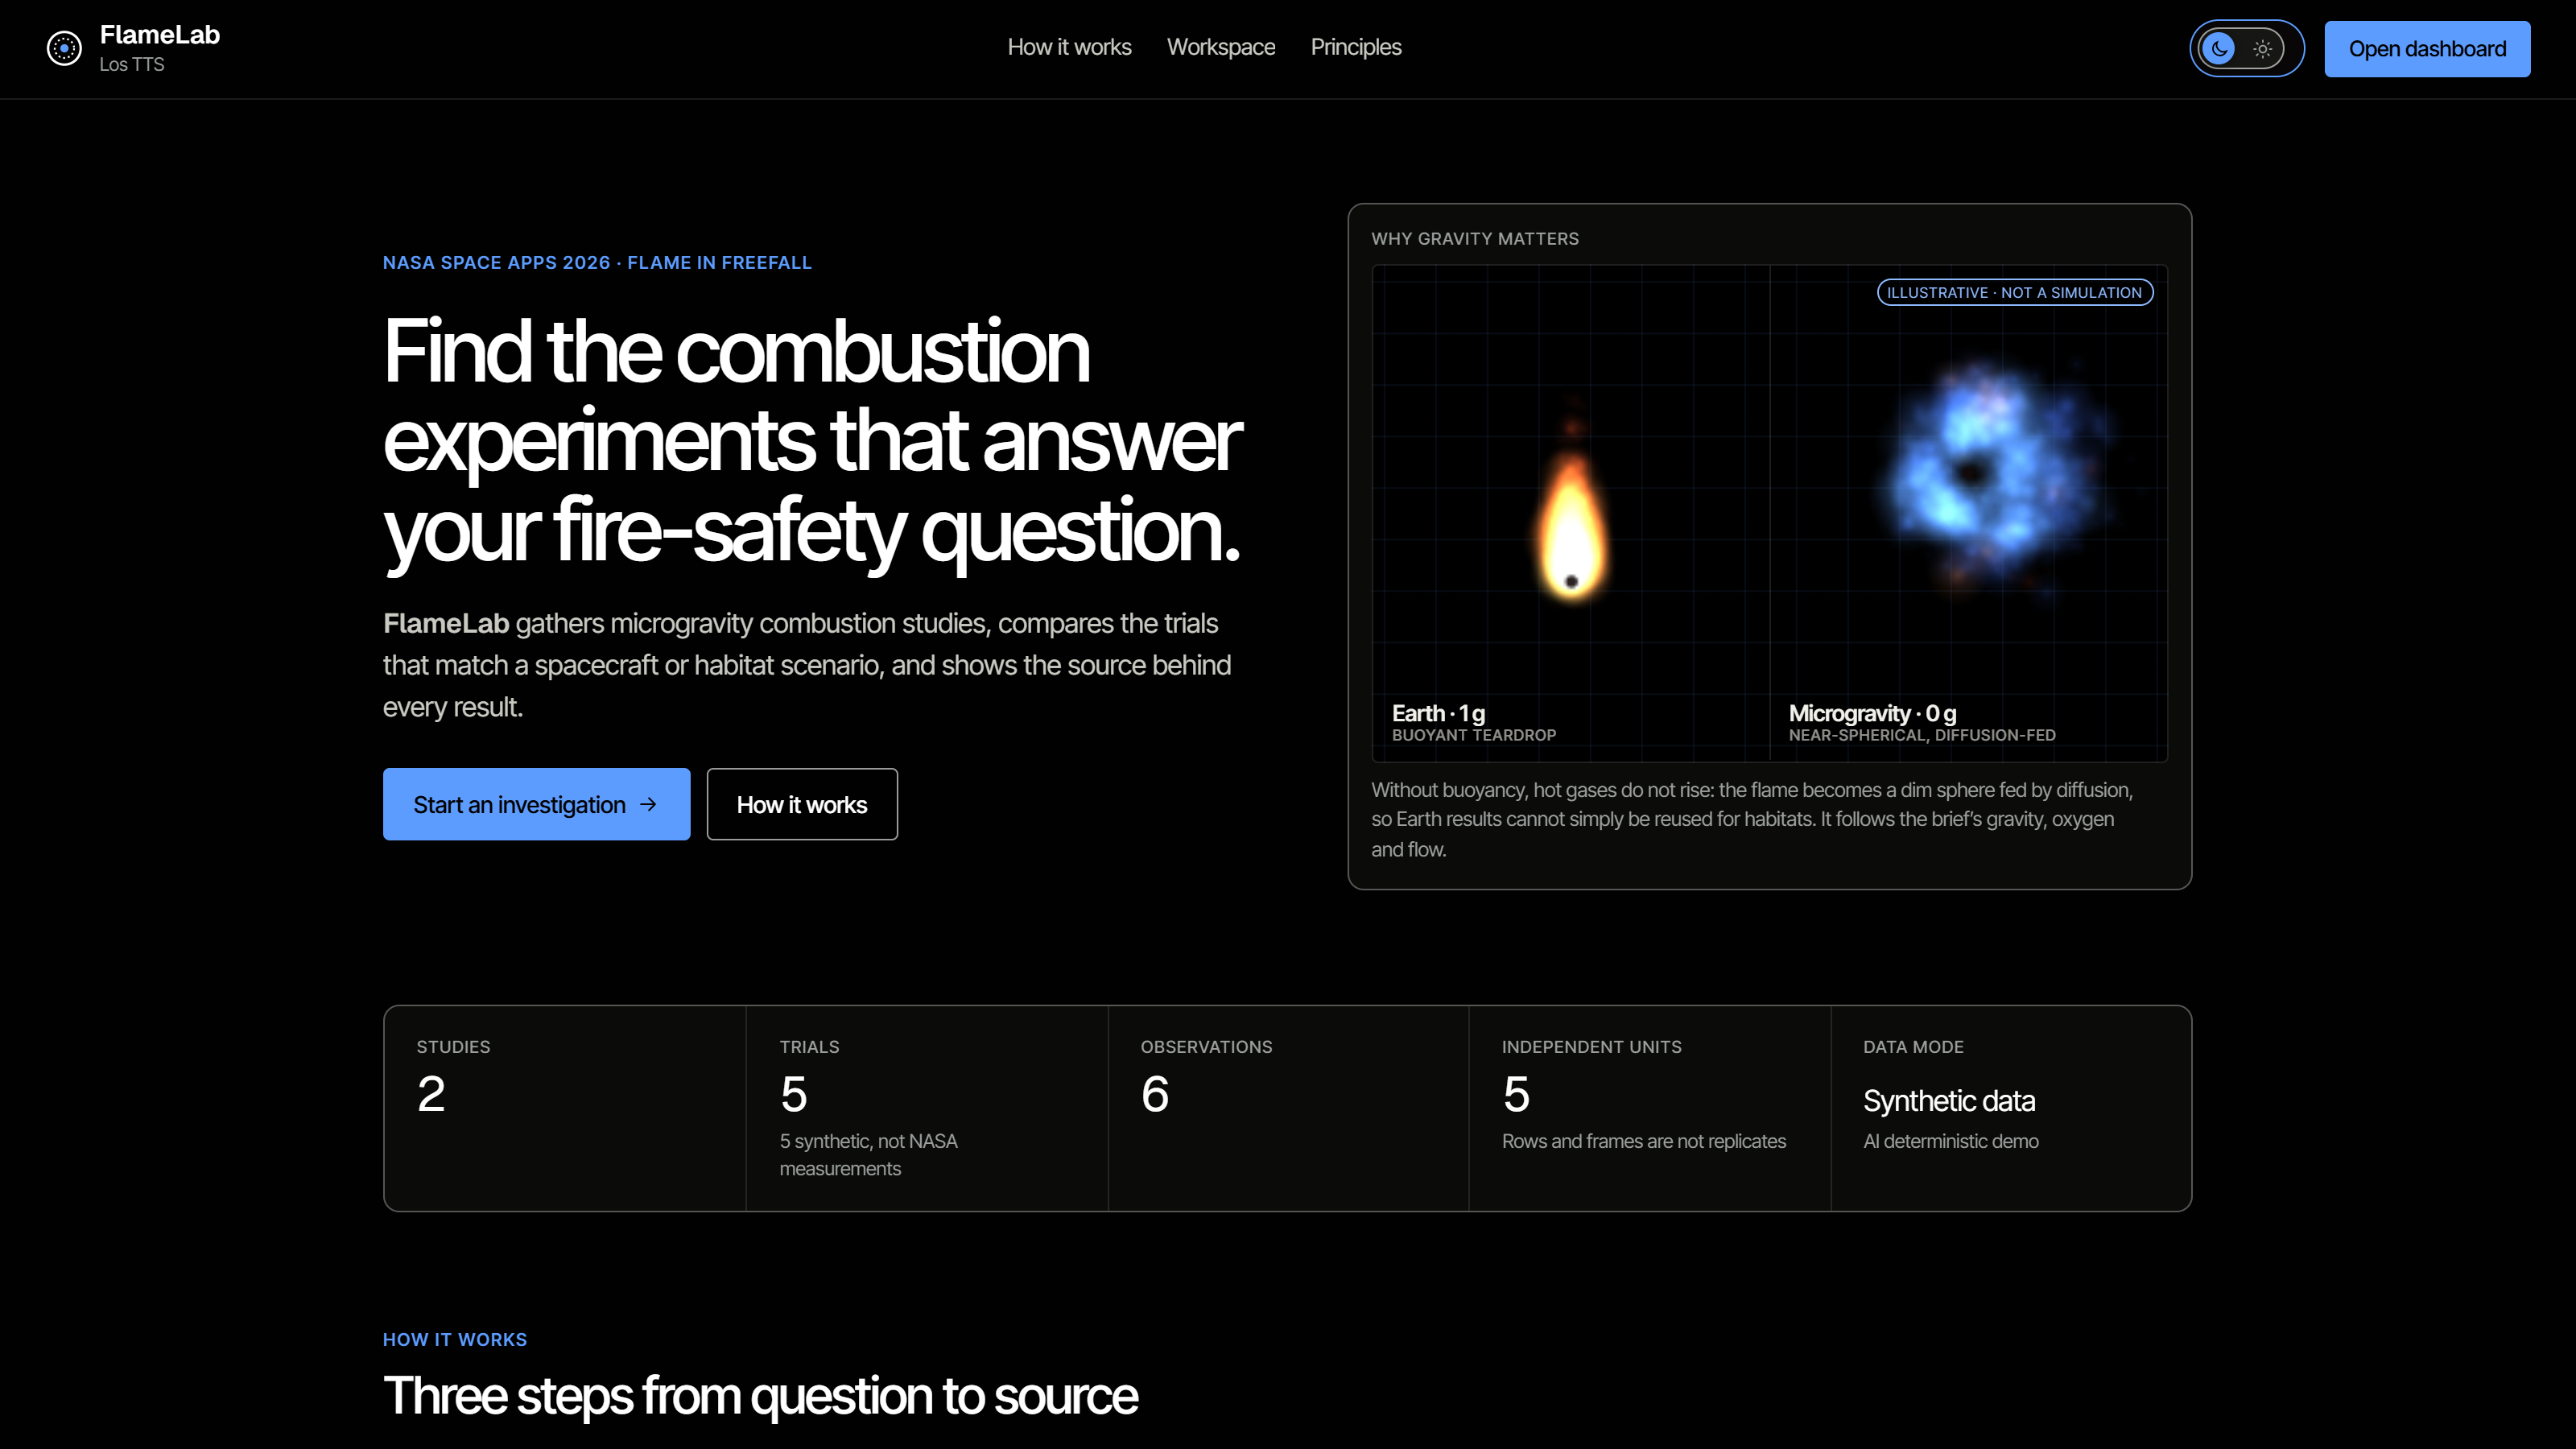 FlameLab
Los TTS
How it works
Workspace
Principles
Open dashboard
NASA SPACE APPS 2026 · FLAME IN FREEFALL
Find the combustion
experiments that answer
your fire-safety question.
FlameLab gathers microgravity combustion studies, compares the trials
that match a spacecraft or habitat scenario, and shows the source behind
every result.
Start an investigation →
How it works
WHY GRAVITY MATTERS
ILLUSTRATIVE · NOT A SIMULATION
Earth · 1 g
BUOYANT TEARDROP
Microgravity · 0 g
NEAR-SPHERICAL, DIFFUSION-FED
Without buoyancy, hot gases do not rise: the flame becomes a dim sphere fed by diffusion,
so Earth results cannot simply be reused for habitats. It follows the brief’s gravity, oxygen
and flow.
STUDIES
2
TRIALS
5
5 synthetic, not NASA
measurements
OBSERVATIONS
6
INDEPENDENT UNITS
5
Rows and frames are not replicates
DATA MODE
Synthetic data
AI deterministic demo
HOW IT WORKS
Three steps from question to source